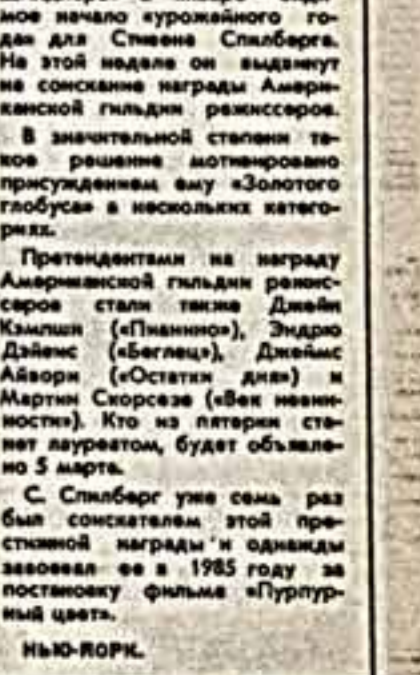 мое начало «урожайного го-
да» для Стивена Спилберга.
На этой неделе он выдвинут
на соискание награды Амери-
канской гильдии режиссеров.
В значительной степени та-
кое решение мотивировано
присуждением ему «Золотого
глобуса» в нескольких катего-
риях.
Претендентами на награду
Американской гильдии режис-
серов стали также Джейн
Кэмпин («Пианино»), Эндрю
Дэйвис («Беглец»), Джеймс
Айвори («Остатки дня») и
Мартин Скорсезе («Век невин-
ности»). Кто из пятерки ста-
нет лауреатом, будет объявле-
но 5 марта.
С. Спилберг уже семь раз
был соискателем этой пре-
стижной награды и однажды
завоевал ее в 1985 году за
постановку фильма «Пурпур-
ный цвет».
НЬЮ-ЙОРК.